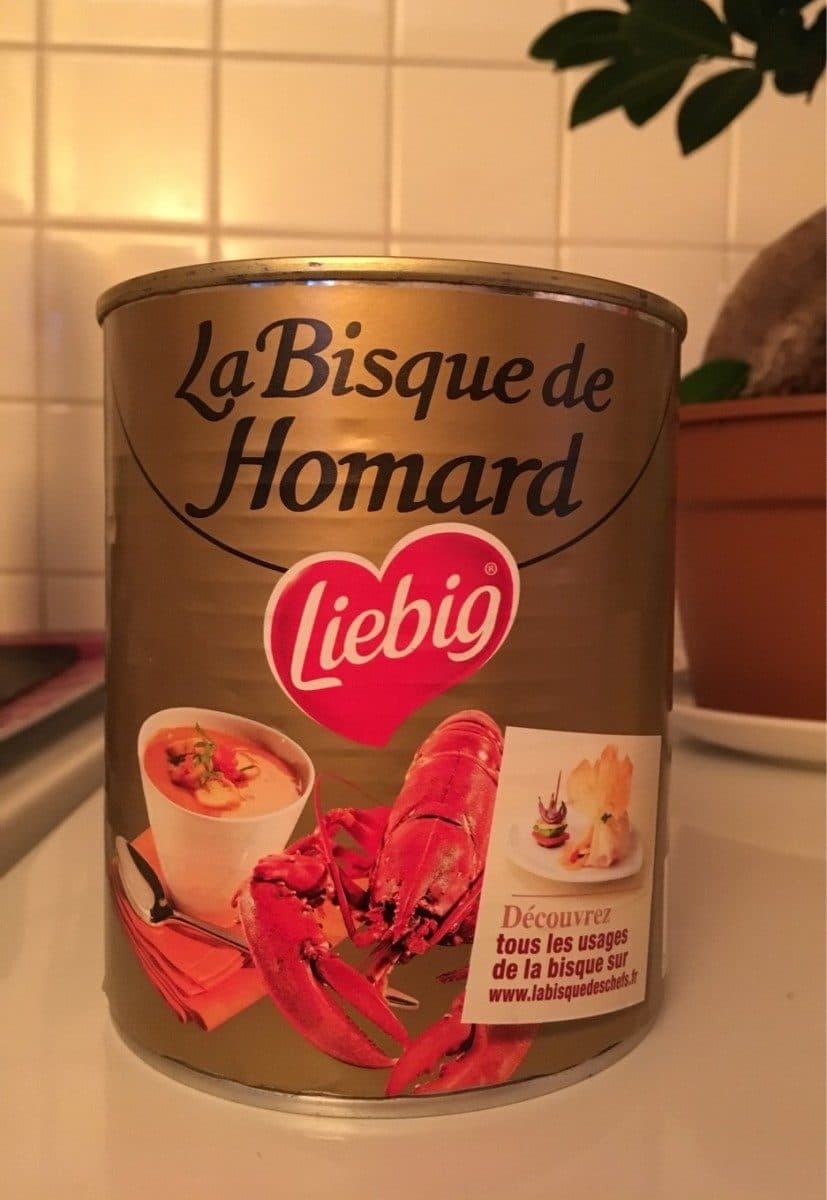 La Bisque de
Homard
Liebig®
Découvrez
tous les usages
de la bisque sur
www.labisquedeschefs.fr